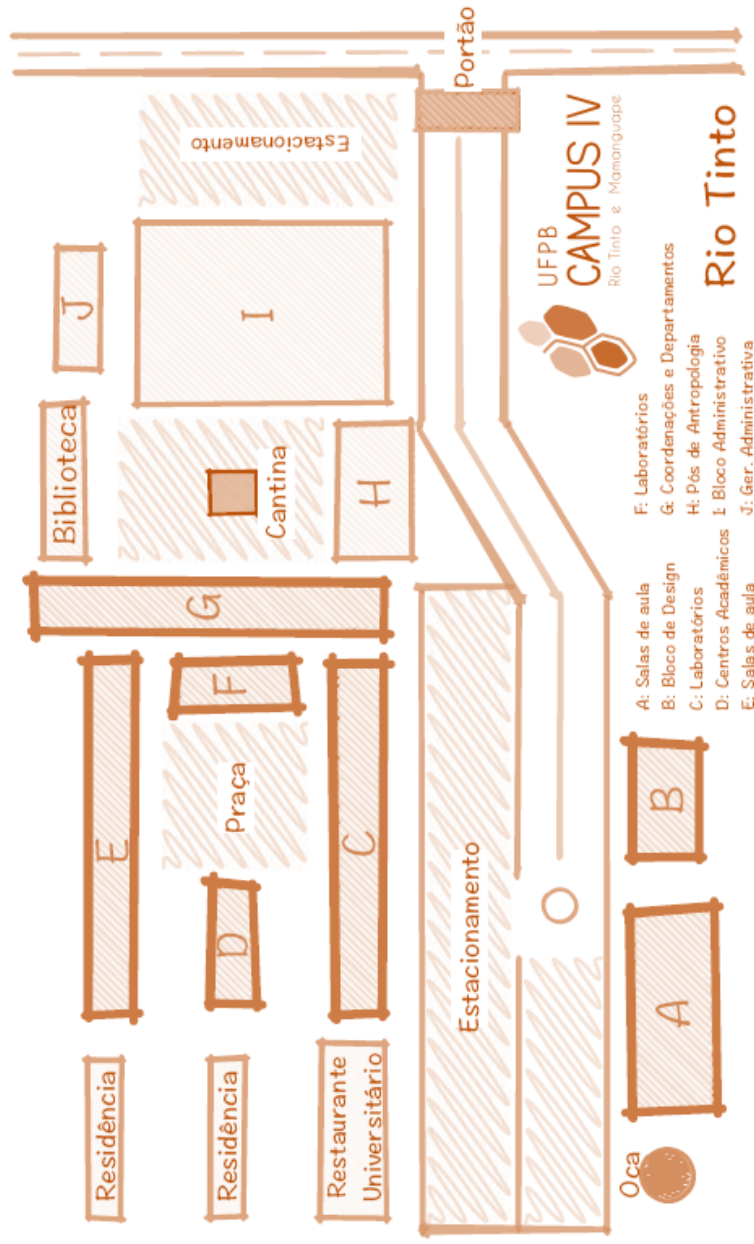 Biblioteca
J
Residência
E
G
Residência
D
Praça
F
Cantina
I
Estacionamento
Restaurante
Universitário
C
H
Portão
Estacionamento
UFPB
CAMPUS IV
Rio Tinto e Mamanguape
Oca
A
B
A: Salas de aula
B: Bloco de Design
C: Laboratórios
D: Centros Acadêmicos
E: Salas de aula
F: Laboratórios
G: Coordenações e Departamentos
H: Pós de Antropologia
I: Bloco Administrativo
J: Ger. Administrativa
Rio Tinto